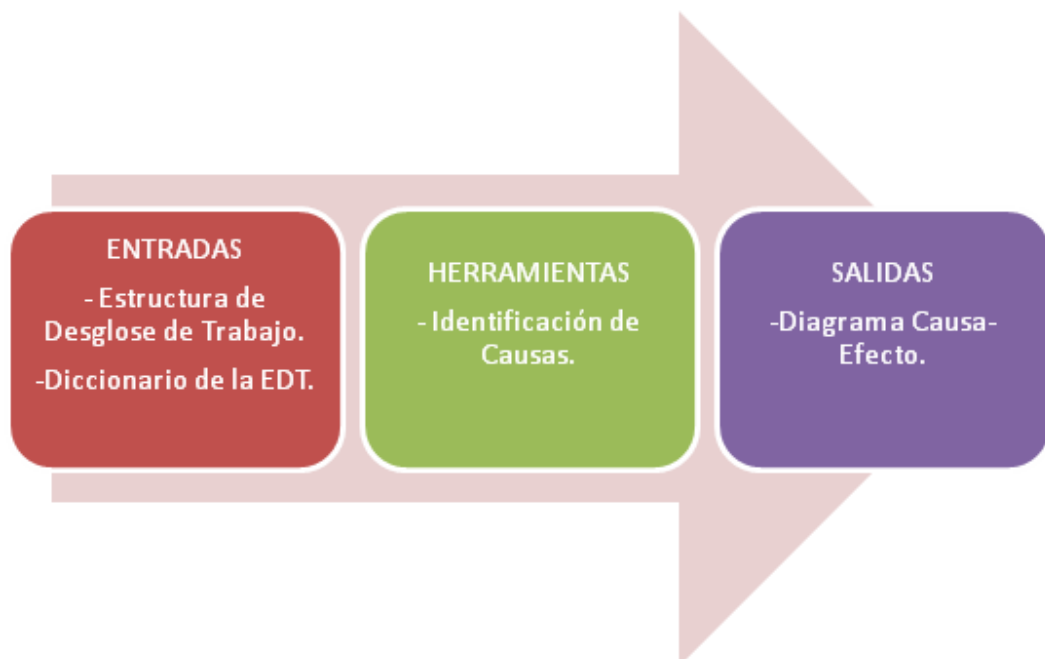 ENTRADAS
- Estructura de
Desglose de Trabajo.
-Diccionario de la EDT.
HERRAMIENTAS
- Identificación de
Causas.
SALIDAS
-Diagrama Causa-
Efecto.